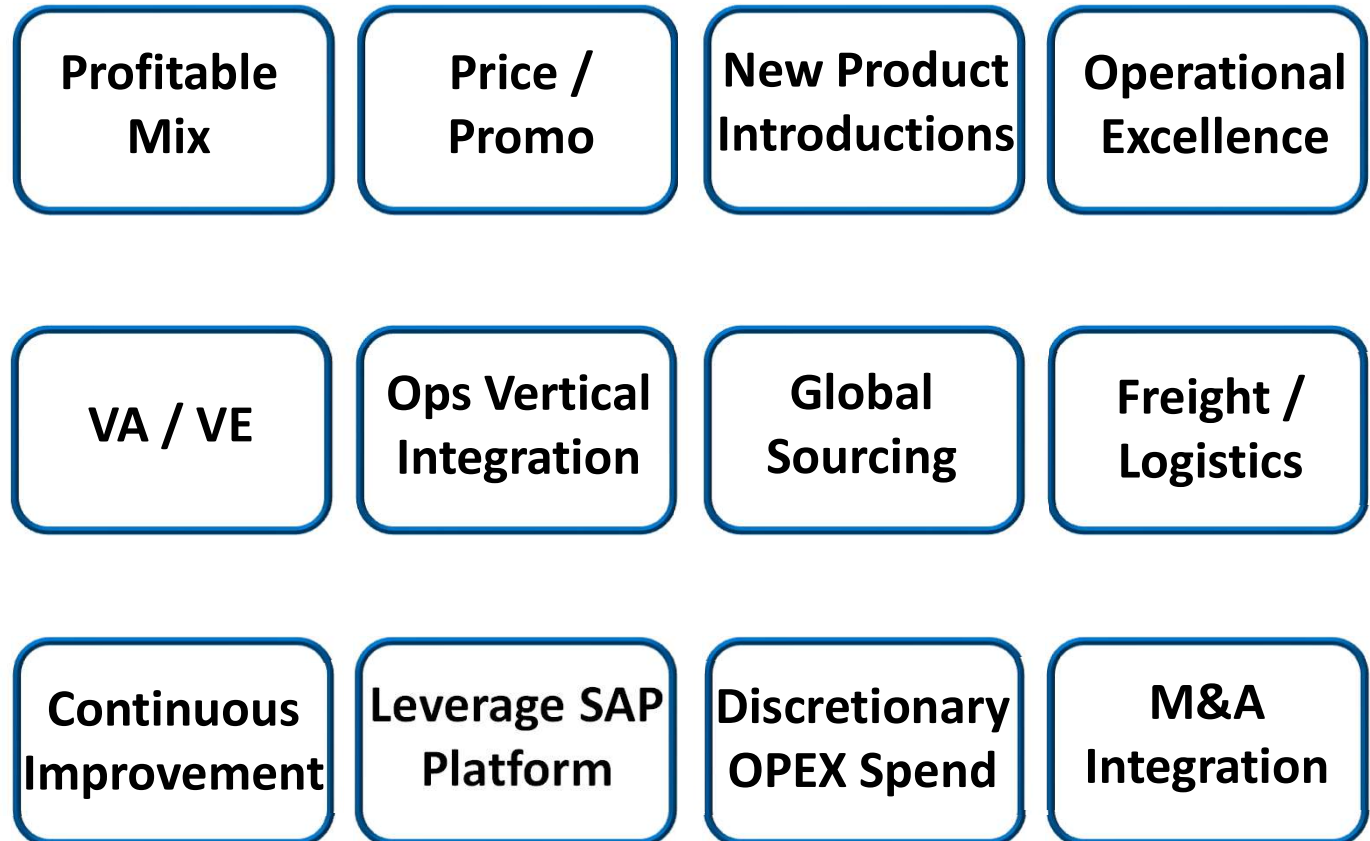 Profitable
Mix
Price /
Promo
New Product
Introductions
Operational
Excellence
VA / VE
Ops Vertical
Integration
Global
Sourcing
Freight /
Logistics
Continuous
Improvement
Leverage SAP
Platform
Discretionary
OPEX Spend
M&A
Integration